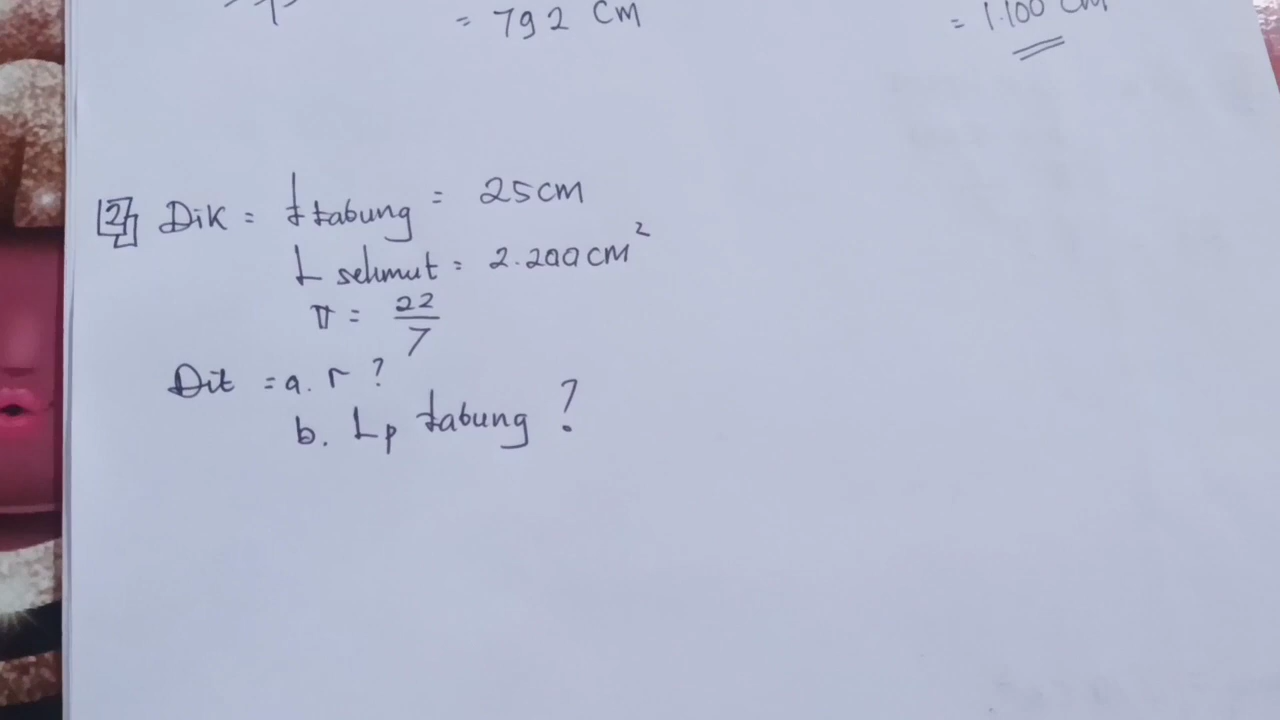 = 792 cm
= 1.100 cm
2 Dik = t tabung = 25 cm
L selimut = 2.200 cm²
π = 22/7
Dit = a. r ?
b. Lp tabung ?